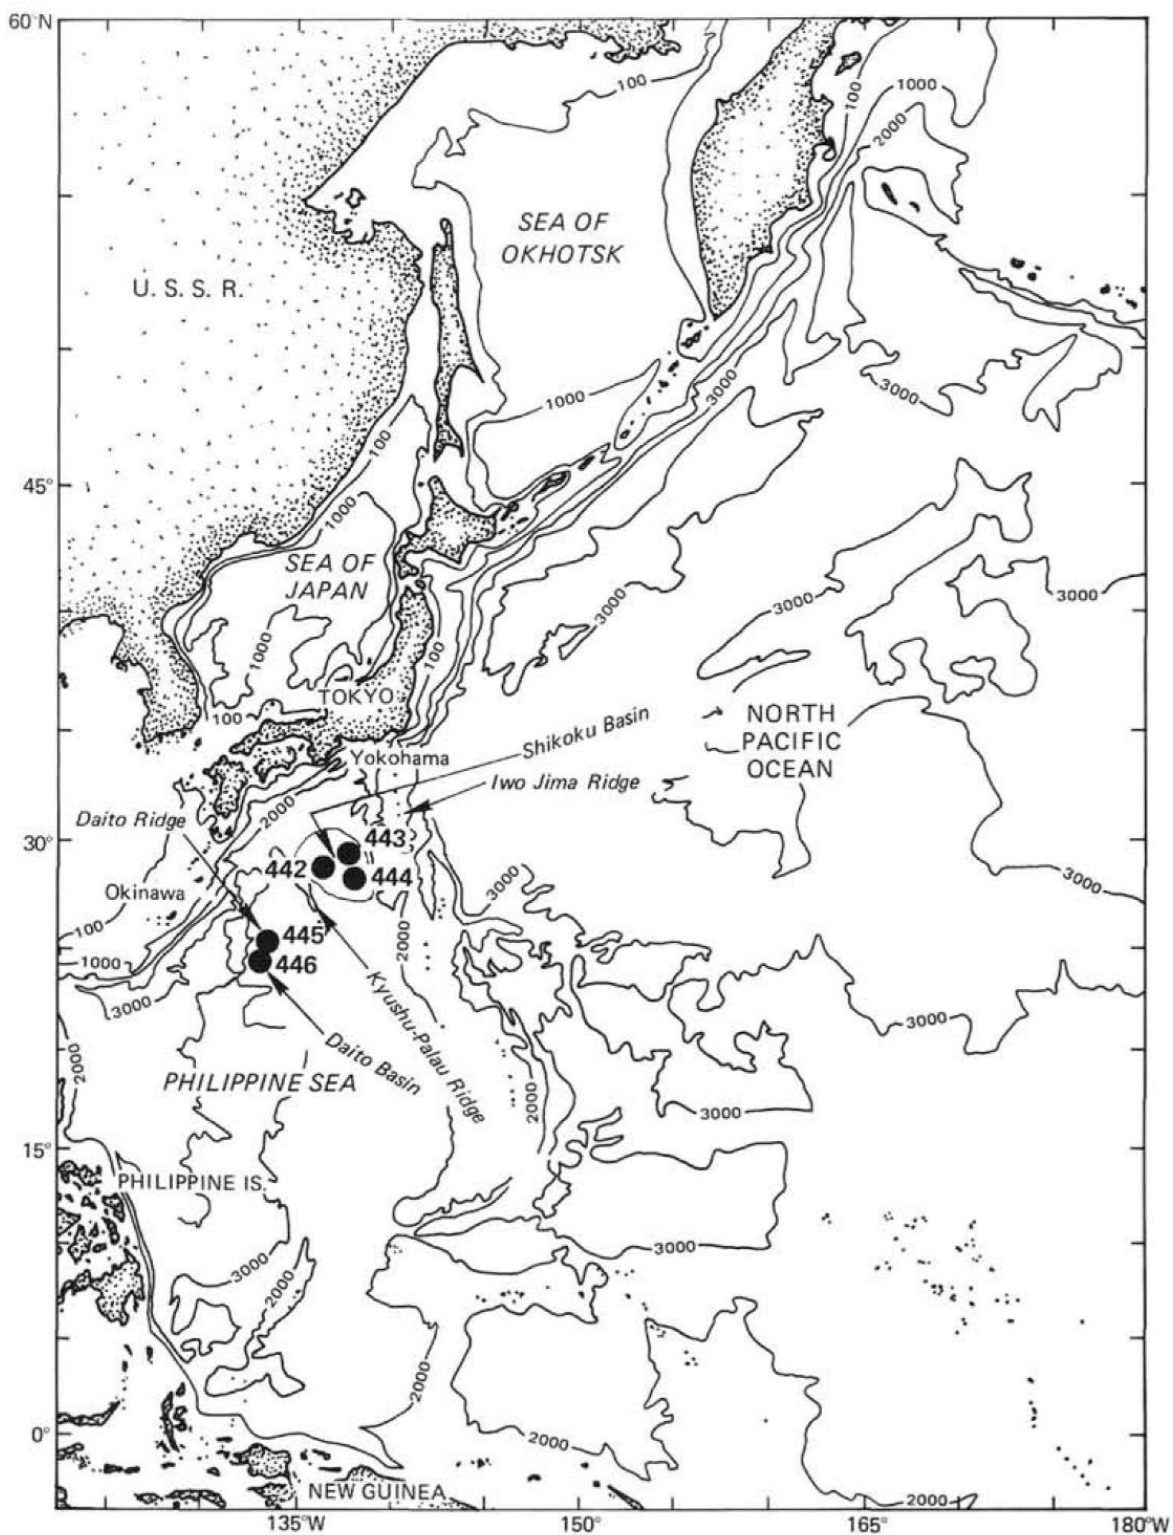 60°N
100
1000
100
2000
SEA OF
OKHOTSK
U. S. S. R.
3000
1000
3000
100
45°
1000
SEA OF
JAPAN
3000
3000
3000
1000
100
TOKYO
100
Shikoku Basin
NORTH
PACIFIC
OCEAN
Yokohama
Iwo Jima Ridge
2000
Daito Ridge
30°
443
442
444
3000
3000
Okinawa
100
445
2000
1000
446
3000
3000
Kyushu-Palau Ridge
Daito Basin
2000
PHILIPPINE SEA
2000
3000
15°
PHILIPPINE IS.
3000
3000
2000
2000
0°
2000
NEW GUINEA
2000
135°W
150°
165°
180°W